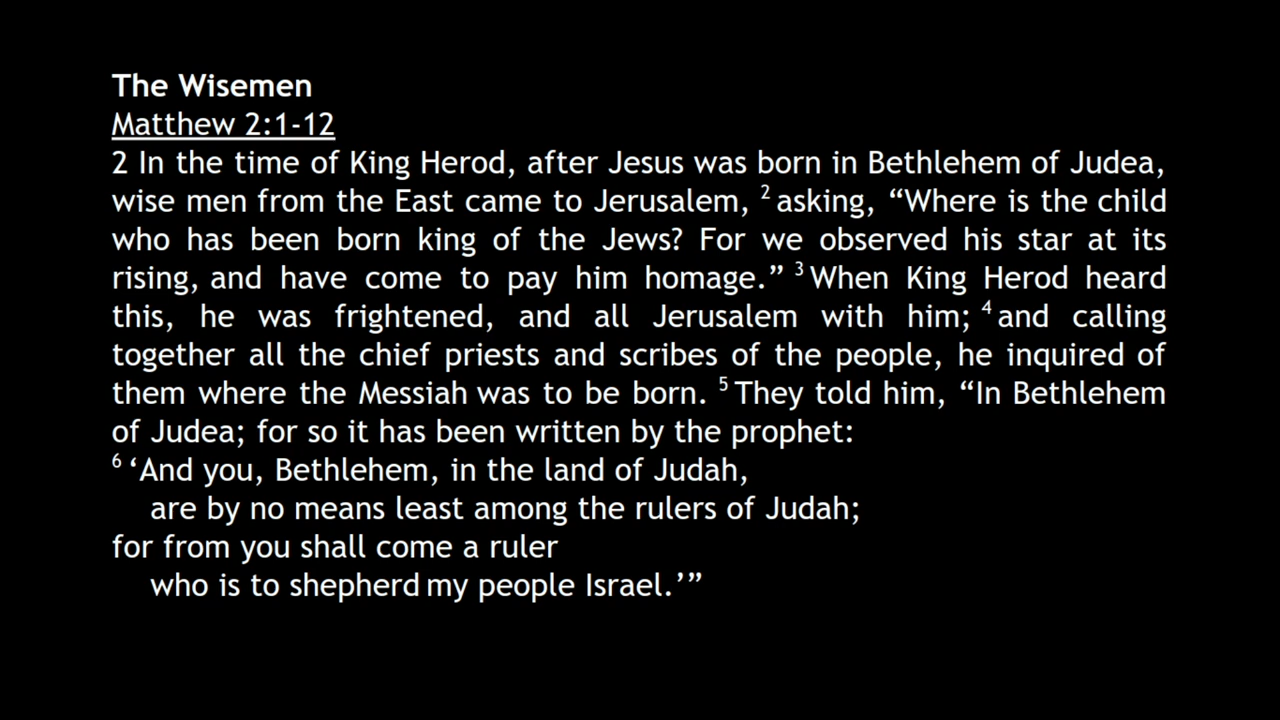 The Wisemen
Matthew 2:1-12
2 In the time of King Herod, after Jesus was born in Bethlehem of Judea,
wise men from the East came to Jerusalem, ² asking, “Where is the child
who has been born king of the Jews? For we observed his star at its
rising, and have come to pay him homage.” ³ When King Herod heard
this, he was frightened, and all Jerusalem with him; ⁴ and calling
together all the chief priests and scribes of the people, he inquired of
them where the Messiah was to be born. ⁵ They told him, “In Bethlehem
of Judea; for so it has been written by the prophet:
⁶ ‘And you, Bethlehem, in the land of Judah,
are by no means least among the rulers of Judah;
for from you shall come a ruler
who is to shepherd my people Israel.’”